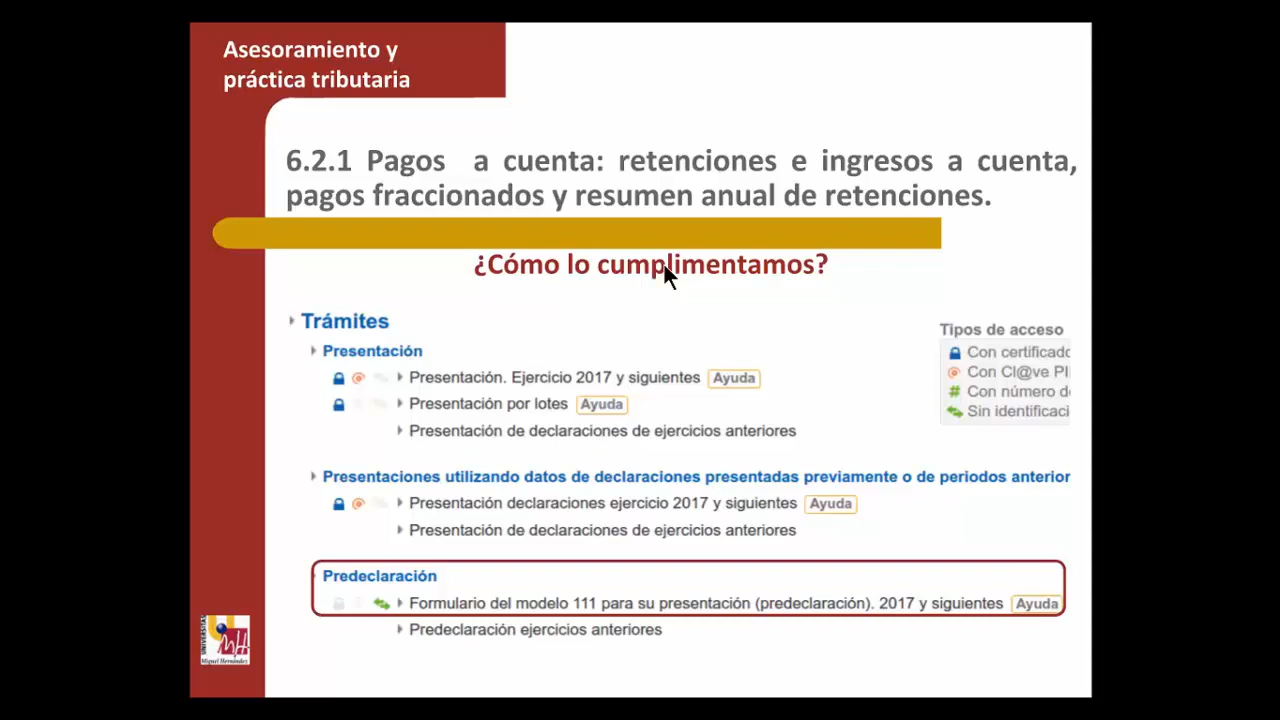 Asesoramiento y
práctica tributaria
6.2.1 Pagos a cuenta: retenciones e ingresos a cuenta,
pagos fraccionados y resumen anual de retenciones.
¿Cómo lo cumplimentamos?
Trámites
Presentación
Presentación. Ejercicio 2017 y siguientes Ayuda
Presentación por lotes Ayuda
Presentación de declaraciones de ejercicios anteriores
Tipos de acceso
Con certificado
Con Cl@ve PI
Con número de
Sin identificaci
Presentaciones utilizando datos de declaraciones presentadas previamente o de periodos anterior
Presentación declaraciones ejercicio 2017 y siguientes Ayuda
Presentación de declaraciones de ejercicios anteriores
Predeclaración
Formulario del modelo 111 para su presentación (predeclaración). 2017 y siguientes Ayuda
Predeclaración ejercicios anteriores
UNIVERSITAS
Miguel Hernández